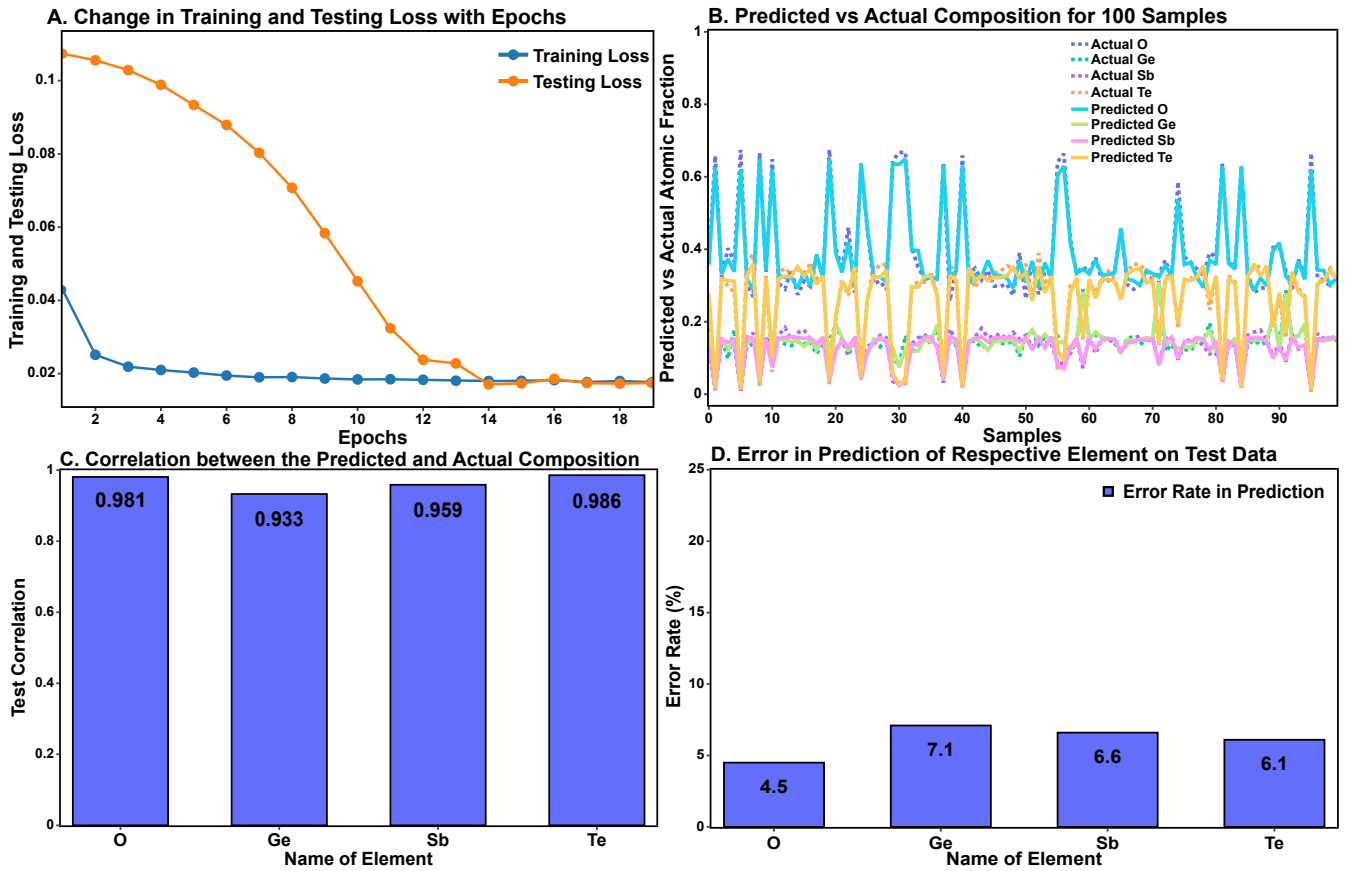 A. Change in Training and Testing Loss with Epochs
Training and Testing Loss
0.1
0.08
0.06
0.04
0.02
Training Loss
Testing Loss
2 4 6 8 10 12 14 16 18
Epochs
B. Predicted vs Actual Composition for 100 Samples
Predicted vs Actual Atomic Fraction
1
0.8
0.6
0.4
0.2
0
Actual O
Actual Ge
Actual Sb
Actual Te
Predicted O
Predicted Ge
Predicted Sb
Predicted Te
0 10 20 30 40 50 60 70 80 90
Samples
C. Correlation between the Predicted and Actual Composition
Test Correlation
1
0.8
0.6
0.4
0.2
0
0.981 0.933 0.959 0.986
O Ge Sb Te
Name of Element
D. Error in Prediction of Respective Element on Test Data
Error Rate (%)
25
20
15
10
5
0
Error Rate in Prediction
4.5 7.1 6.6 6.1
O Ge Sb Te
Name of Element